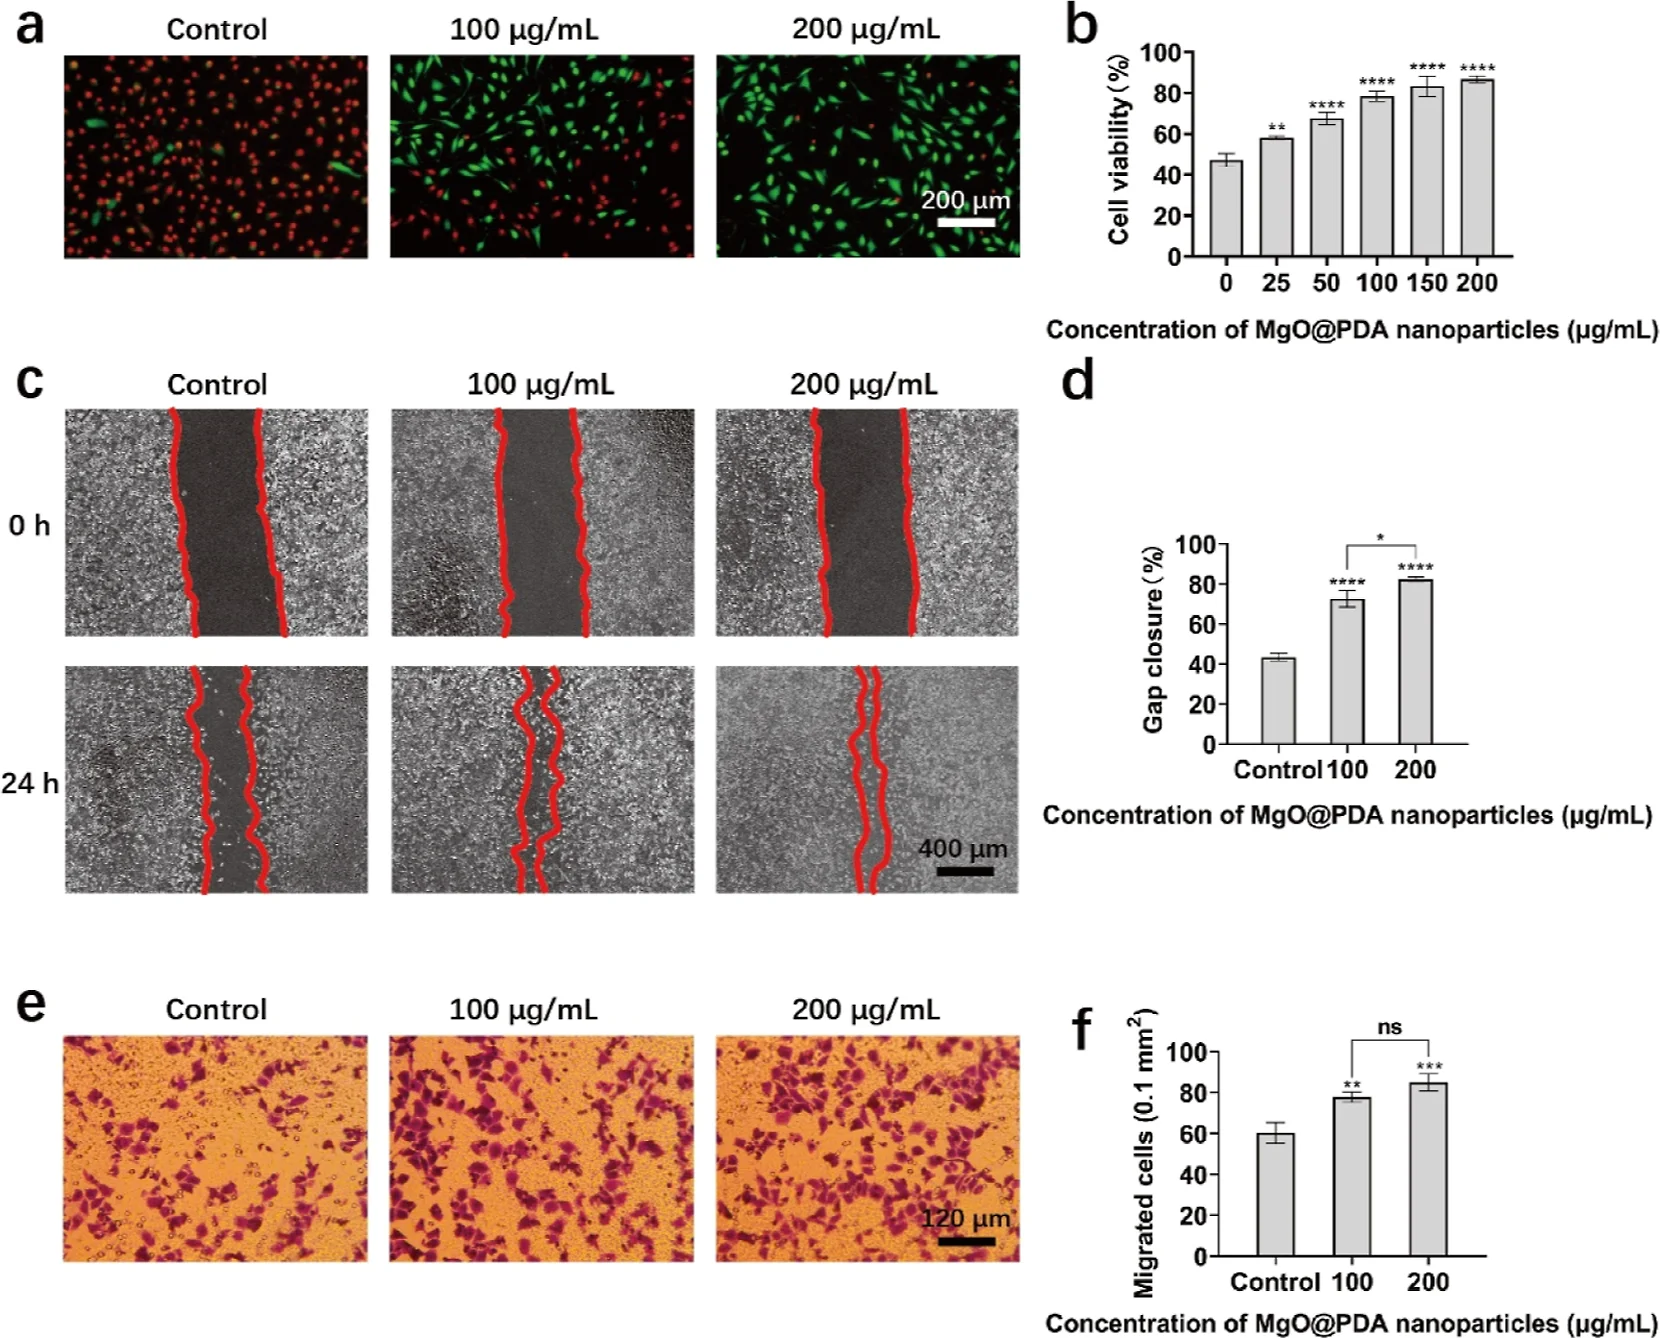 a
Control
100 μg/mL
200 μg/mL
200 μm
b
Cell viability (%)
100
80
60
40
20
0
**
****
****
****
****
0 25 50 100 150 200
Concentration of MgO@PDA nanoparticles (μg/mL)
c
Control
100 μg/mL
200 μg/mL
0 h
24 h
400 μm
d
Gap closure (%)
100
80
60
40
20
0
*
****
****
Control 100 200
Concentration of MgO@PDA nanoparticles (μg/mL)
e
Control
100 μg/mL
200 μg/mL
120 μm
f
Migrated cells (0.1 mm²)
100
80
60
40
20
0
ns
**
***
Control 100 200
Concentration of MgO@PDA nanoparticles (μg/mL)